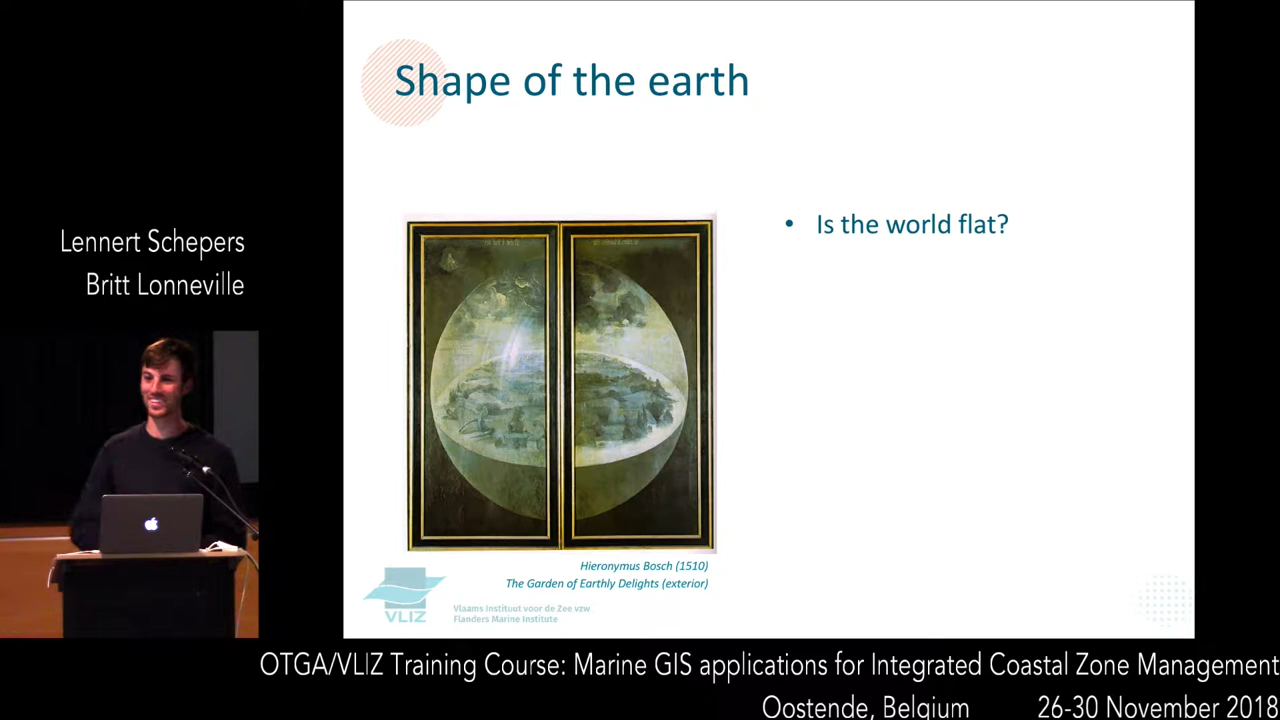 Shape of the earth
Lennert Schepers
Britt Lonneville
• Is the world flat?
Hieronymus Bosch (1510)
The Garden of Earthly Delights (exterior)
VLIZ
Vlaams Instituut voor de Zee vzw
Flanders Marine Institute
OTGA/VLIZ Training Course: Marine GIS applications for Integrated Coastal Zone Management
Oostende, Belgium 26-30 November 2018